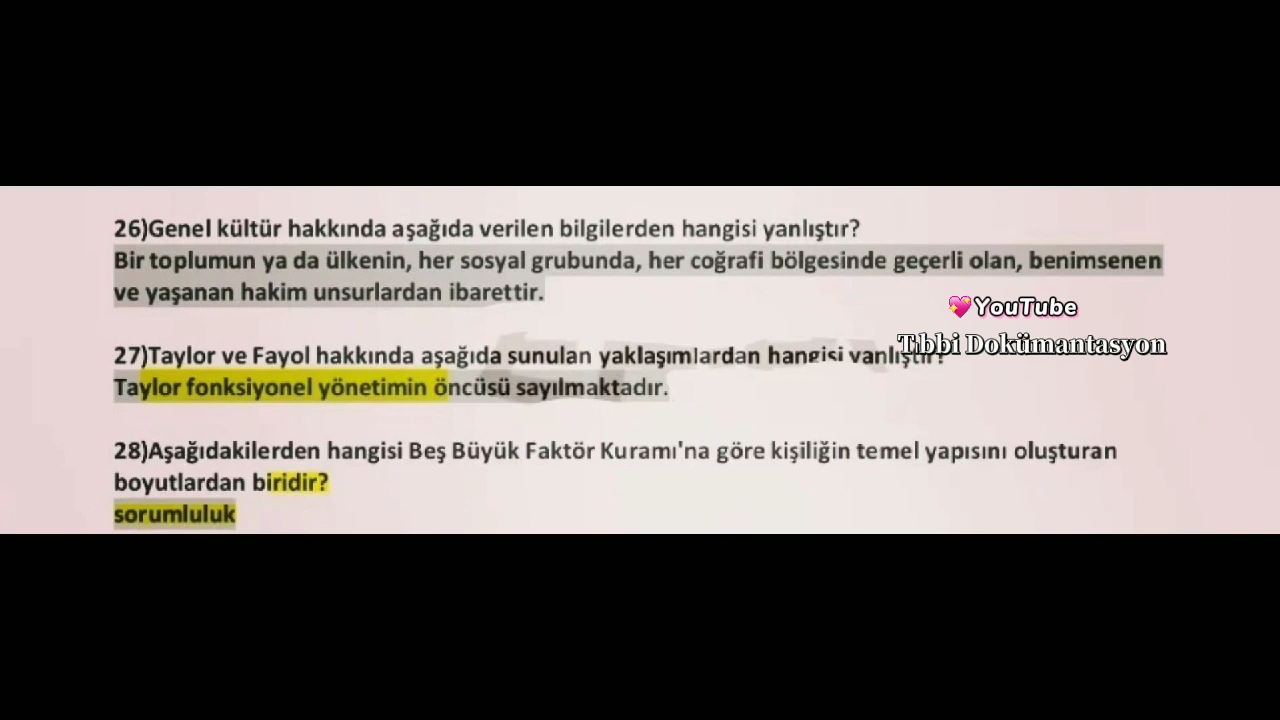 26)Genel kültür hakkında aşağıda verilen bilgilerden hangisi yanlıştır?
Bir toplumun ya da ülkenin, her sosyal grubunda, her coğrafi bölgesinde geçerli olan, benimsenen
ve yaşanan hakim unsurlardan ibarettir.
💖YouTube
Tıbbi Dokümantasyon
27)Taylor ve Fayol hakkında aşağıda sunulan yaklaşımlardan hangisi yanlıştır?
Taylor fonksiyonel yönetimin öncüsü sayılmaktadır.
28)Aşağıdakilerden hangisi Beş Büyük Faktör Kuramı'na göre kişiliğin temel yapısını oluşturan
boyutlardan biridir?
sorumluluk